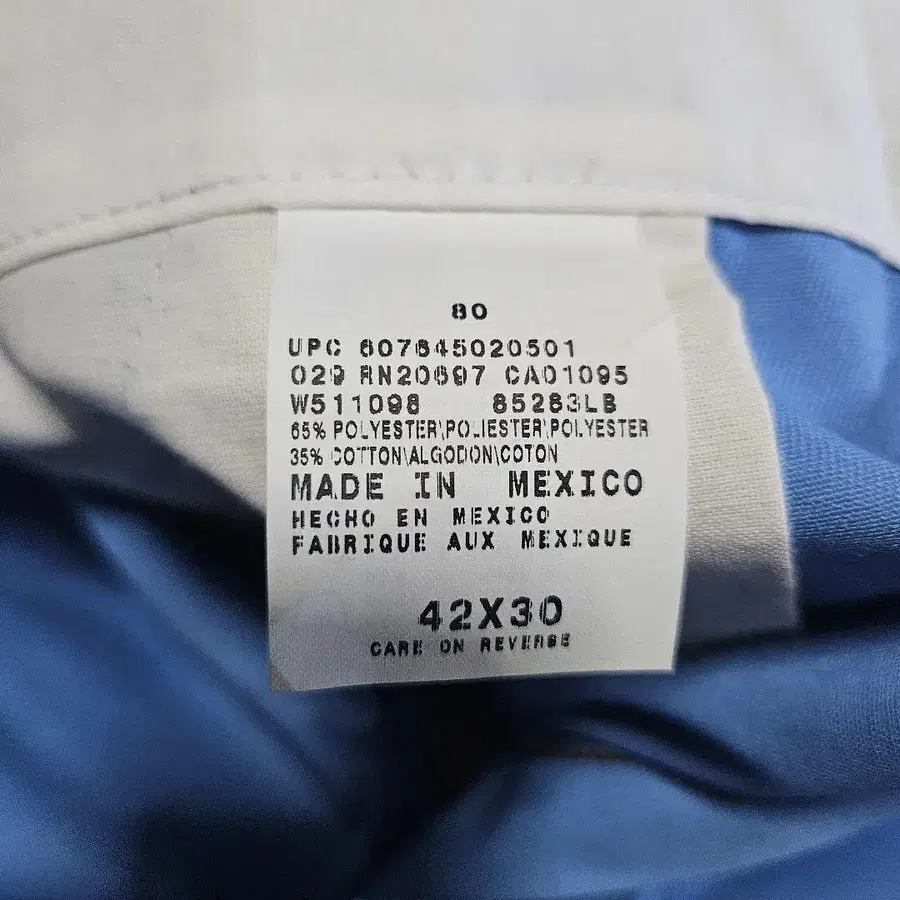 80
UPC 607645020501
029 RN20697 CA01095
W511098 85283LB
65% POLYESTER\POLIESTER\POLYESTER
35% COTTON\ALGODON\COTON
MADE IN MEXICO
HECHO EN MEXICO
FABRIQUE AUX MEXIQUE
42X30
CARE ON REVERSE